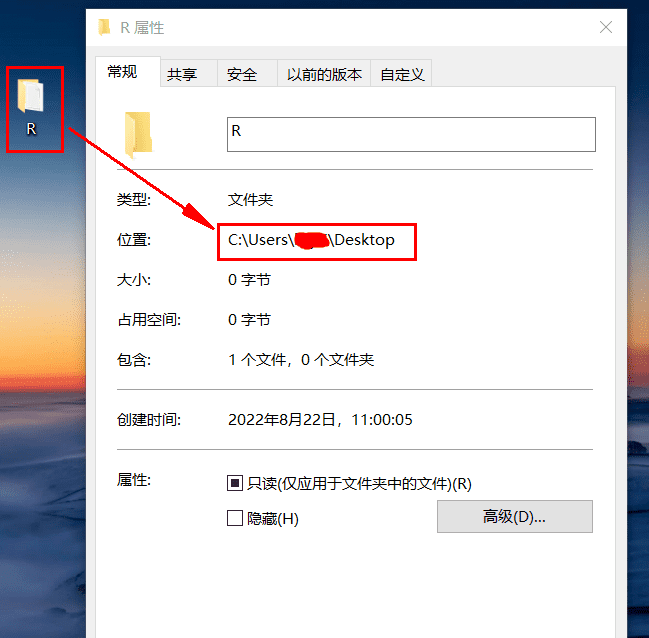 R 属性
常规 共享 安全 以前的版本 自定义
R
R
类型: 文件夹
位置: C:\Users\ \Desktop
大小: 0 字节
占用空间: 0 字节
包含: 1 个文件，0 个文件夹
创建时间: 2022年8月22日，11:00:05
属性: 只读(仅应用于文件夹中的文件)(R)
隐藏(H) 高级(D)...